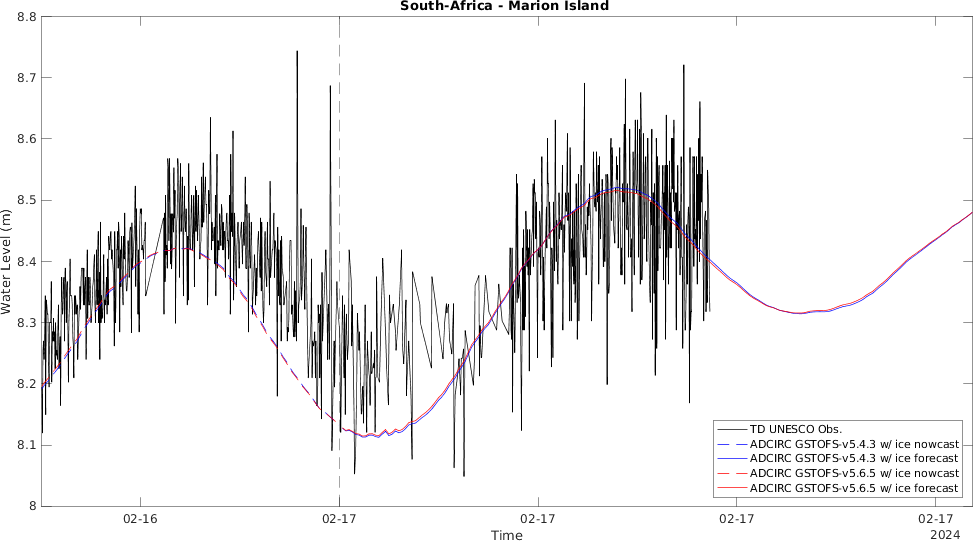 South-Africa - Marion Island
Water Level (m)
8.8
8.7
8.6
8.5
8.4
8.3
8.2
8.1
8
02-16
02-17
02-17
02-17
02-17
2024
Time
TD UNESCO Obs.
ADCIRC GSTOFS-v5.4.3 w/ ice nowcast
ADCIRC GSTOFS-v5.4.3 w/ ice forecast
ADCIRC GSTOFS-v5.6.5 w/ ice nowcast
ADCIRC GSTOFS-v5.6.5 w/ ice forecast